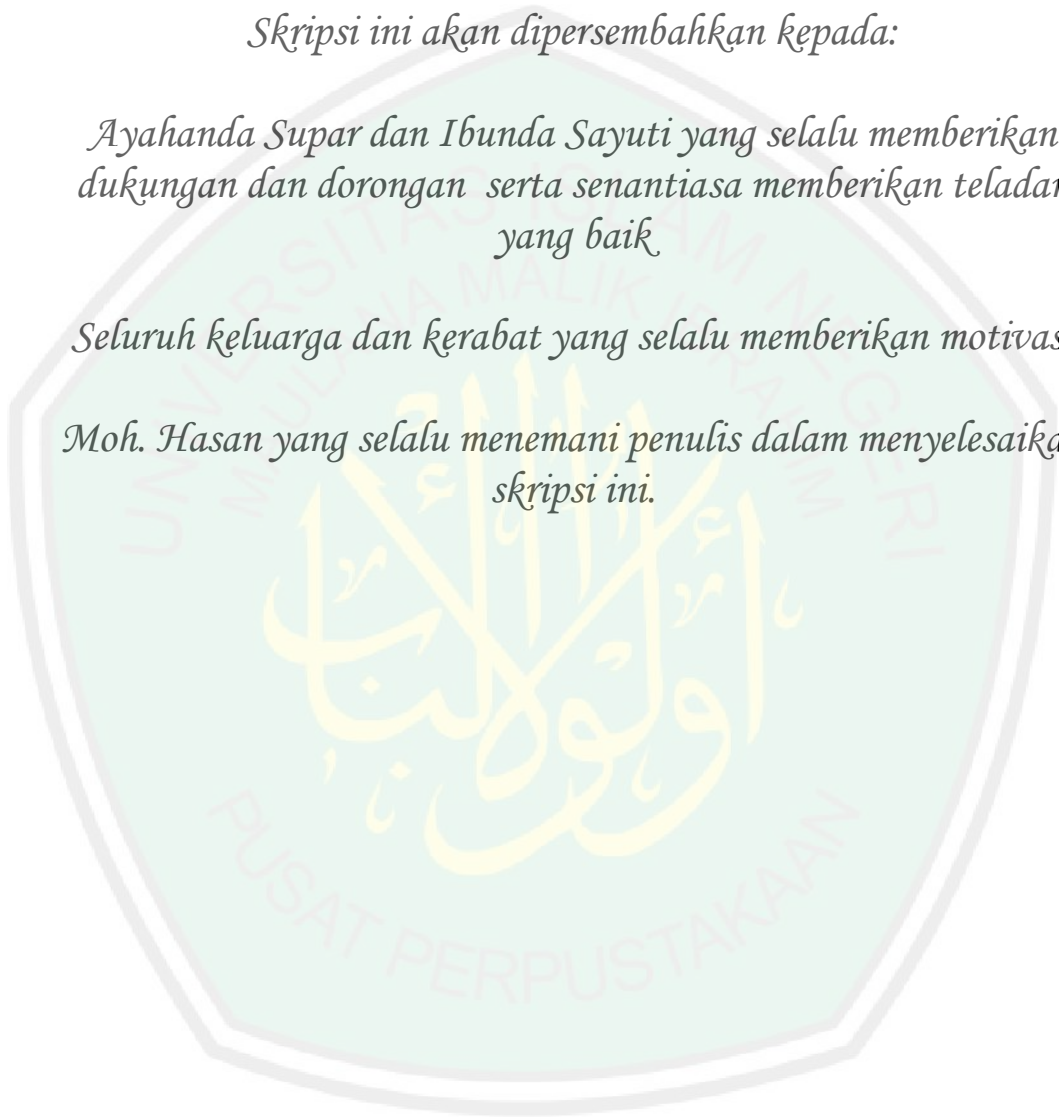 Skripsi ini akan dipersembahkan kepada:
Ayahanda Supar dan Ibunda Sayuti yang selalu memberikan
dukungan dan dorongan serta senantiasa memberikan teladan
yang baik
Seluruh keluarga dan kerabat yang selalu memberikan motivas
Moh. Hasan yang selalu menemani penulis dalam menyelesaika
skripsi ini.
UNIVERSITAS ISLAM NEGERI
MAULANA MALIK IBRAHIM
أولوا الألباب
PUSAT PERPUSTAKAAN